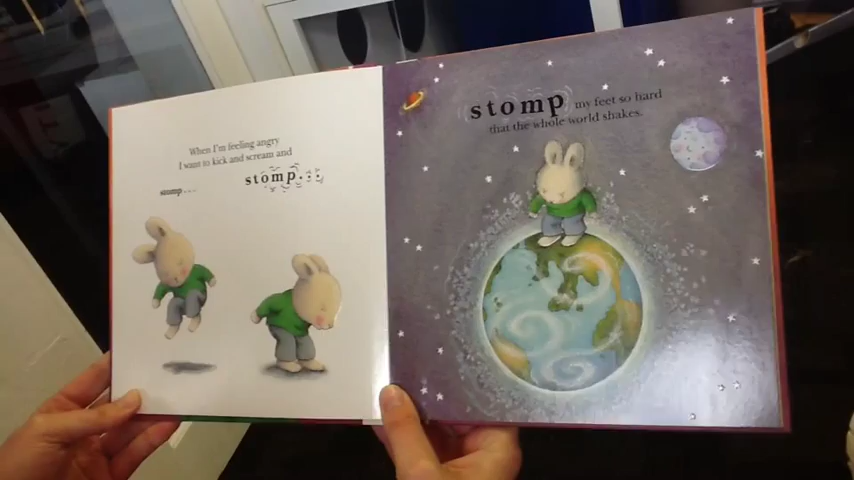 When I'm feeling angry
I want to kick and scream and
stomp...
stomp...
stomp my feet so hard
that the whole world shakes.